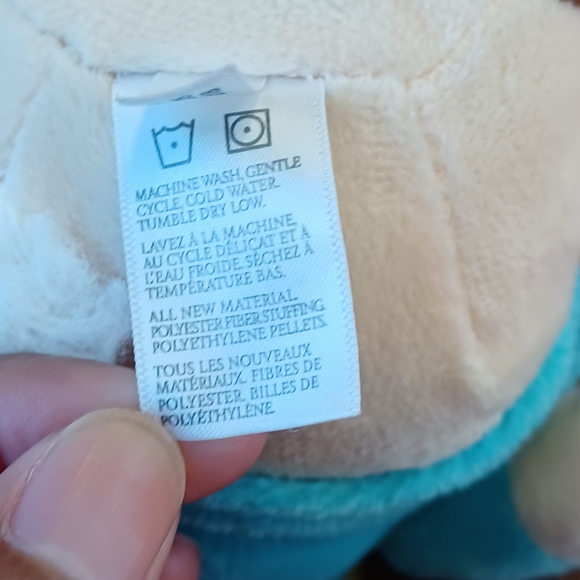 MACHINE WASH, GENTLE
CYCLE, COLD WATER.
TUMBLE DRY LOW.
LAVEZ À LA MACHINE
AU CYCLE DÉLICAT ET À
L'EAU FROIDE. SÉCHEZ À
TEMPÉRATURE BAS.
ALL NEW MATERIAL.
POLYESTER FIBER STUFFING.
POLYETHYLENE PELLETS.
TOUS LES NOUVEAUX
MATÉRIAUX. FIBRES DE
POLYESTER. BILLES DE
POLYÉTHYLÈNE.